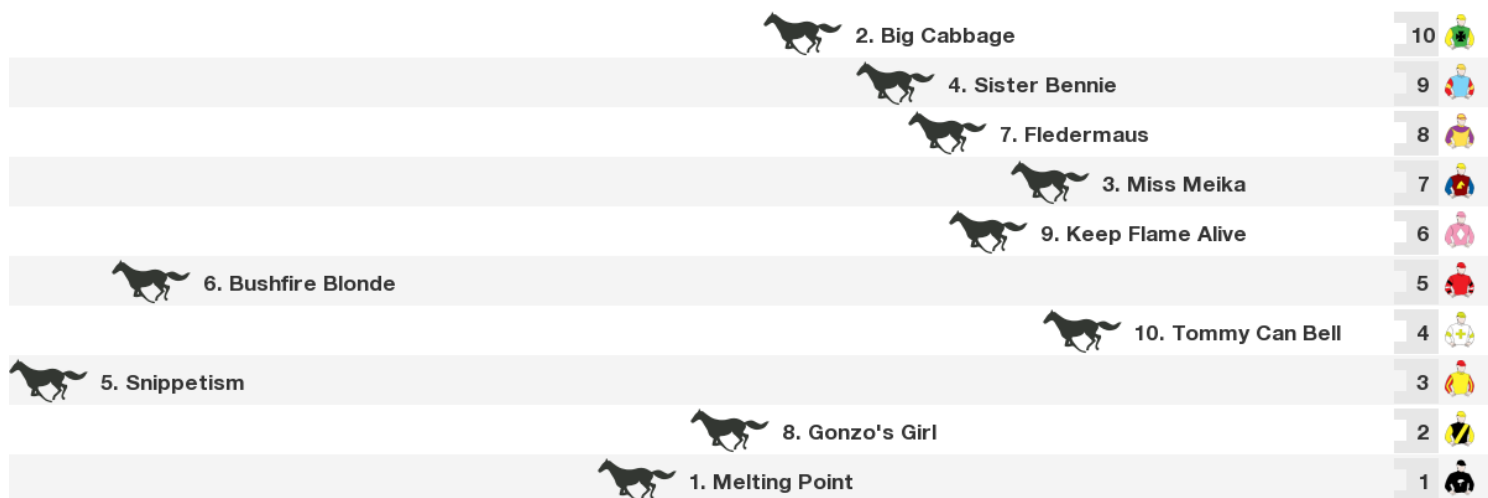 2. Big Cabbage 10
4. Sister Bennie 9
7. Fledermaus 8
3. Miss Meika 7
9. Keep Flame Alive 6
6. Bushfire Blonde 5
10. Tommy Can Bell 4
5. Snippetism 3
8. Gonzo's Girl 2
1. Melting Point 1